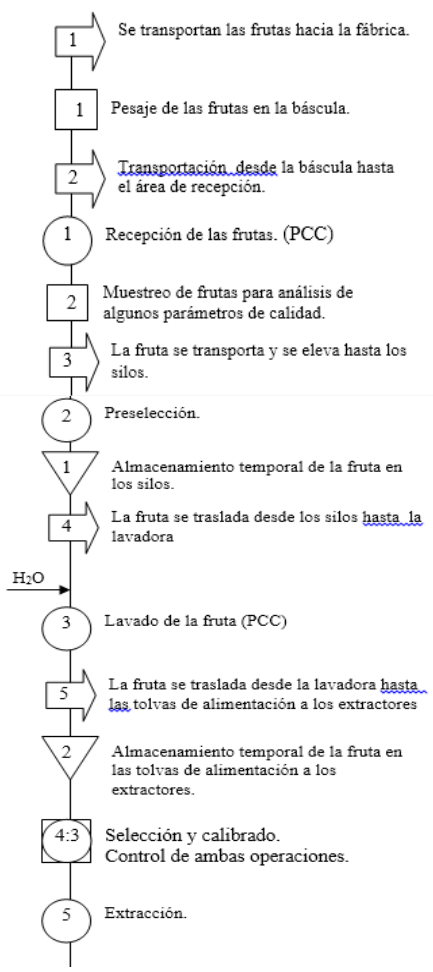 1 Se transportan las frutas hacia la fábrica.
1 Pesaje de las frutas en la báscula.
2 Transportación desde la báscula hasta
el área de recepción.
1 Recepción de las frutas. (PCC)
2 Muestreo de frutas para análisis de
algunos parámetros de calidad.
3 La fruta se transporta y se eleva hasta los
silos.
2 Preselección.
1 Almacenamiento temporal de la fruta en
los silos.
4 La fruta se traslada desde los silos hasta la
lavadora
H₂O
3 Lavado de la fruta (PCC)
5 La fruta se traslada desde la lavadora hasta
las tolvas de alimentación a los extractores
2 Almacenamiento temporal de la fruta en
las tolvas de alimentación a los
extractores.
4:3 Selección y calibrado.
Control de ambas operaciones.
5 Extracción.